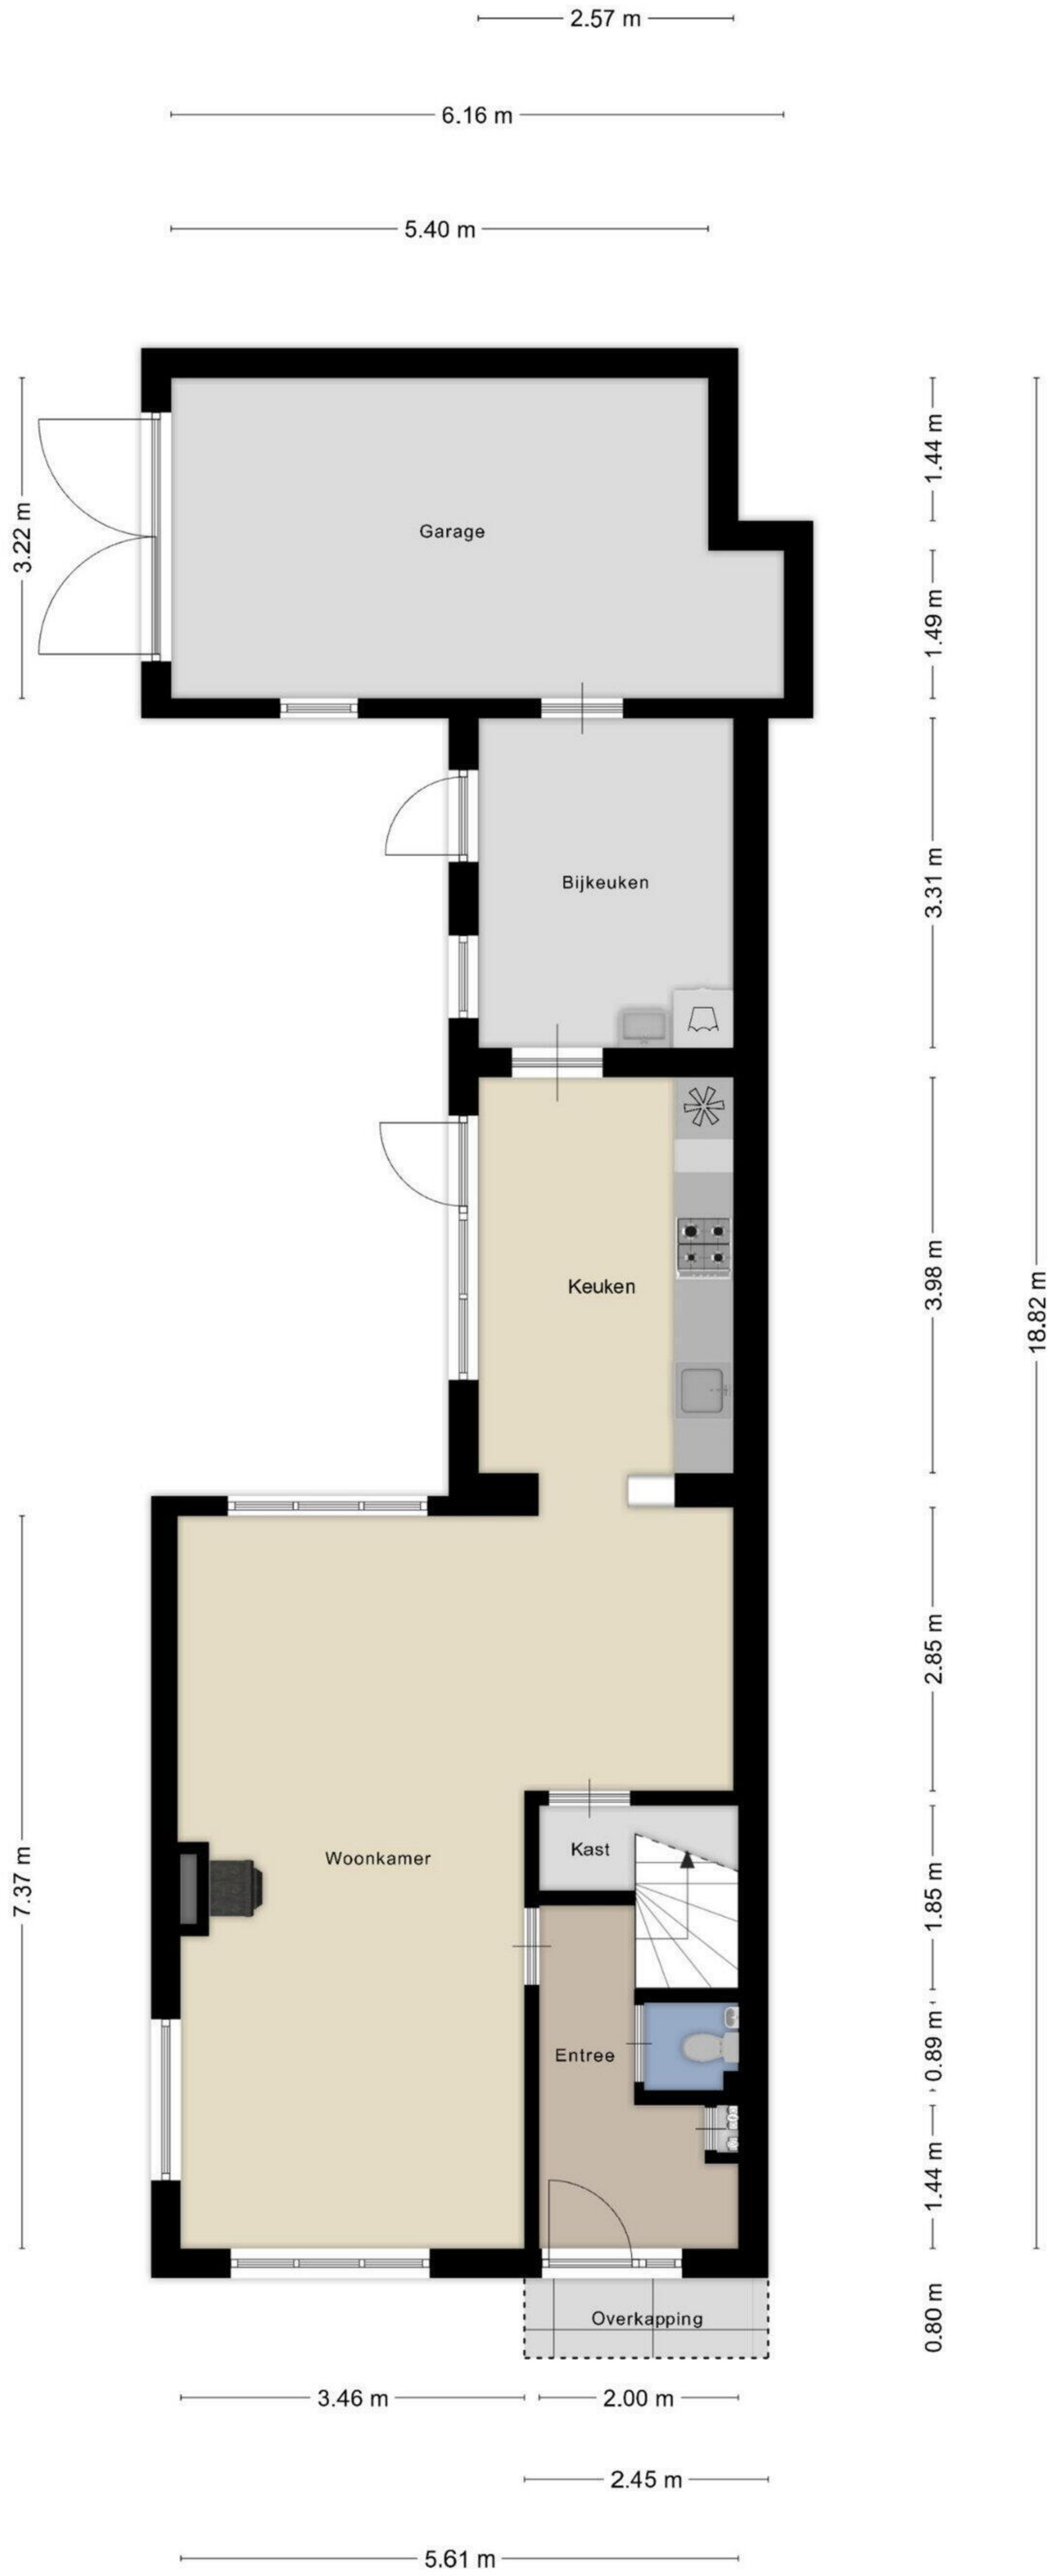 2.57 m
6.16 m
5.40 m
1.44 m
3.22 m
Garage
1.49 m
3.31 m
Bijkeuken
3.98 m
Keuken
18.82 m
2.85 m
Kast
Woonkamer
7.37 m
1.85 m
0.89 m
Entree
1.44 m
Overkapping
0.80 m
3.46 m
2.00 m
2.45 m
5.61 m